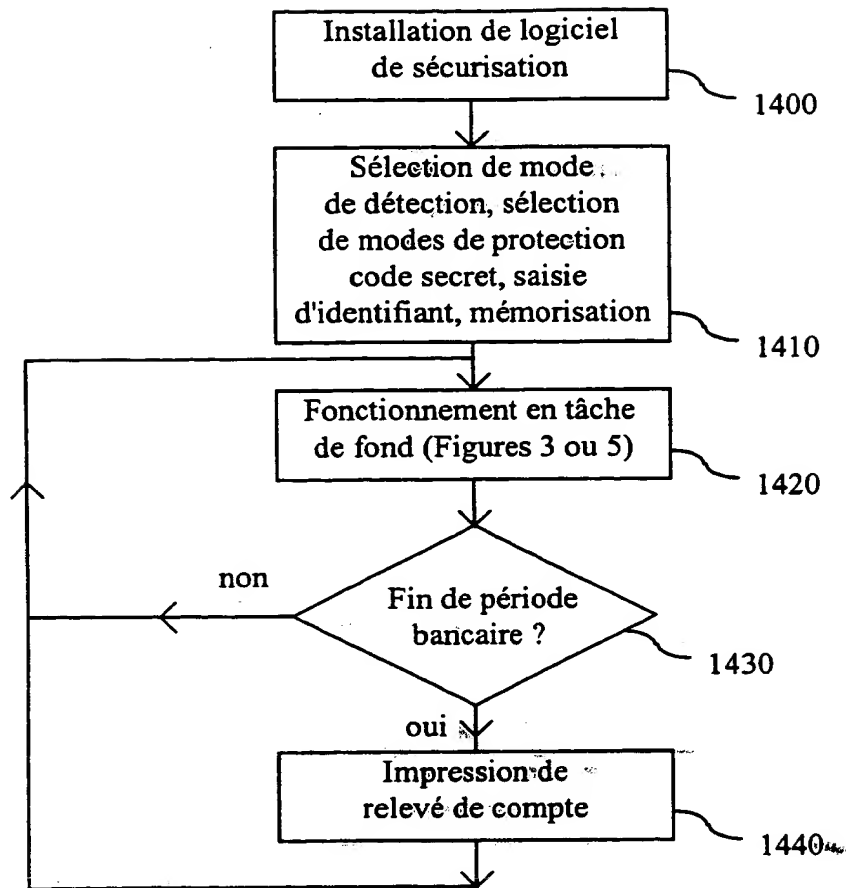 Installation de logiciel
de sécurisation
1400
Sélection de mode
de détection, sélection
de modes de protection
code secret, saisie
d'identifiant, mémorisation
1410
Fonctionnement en tâche
de fond (Figures 3 ou 5)
1420
non
Fin de période
bancaire ?
1430
oui
Impression de
relevé de compte
1440